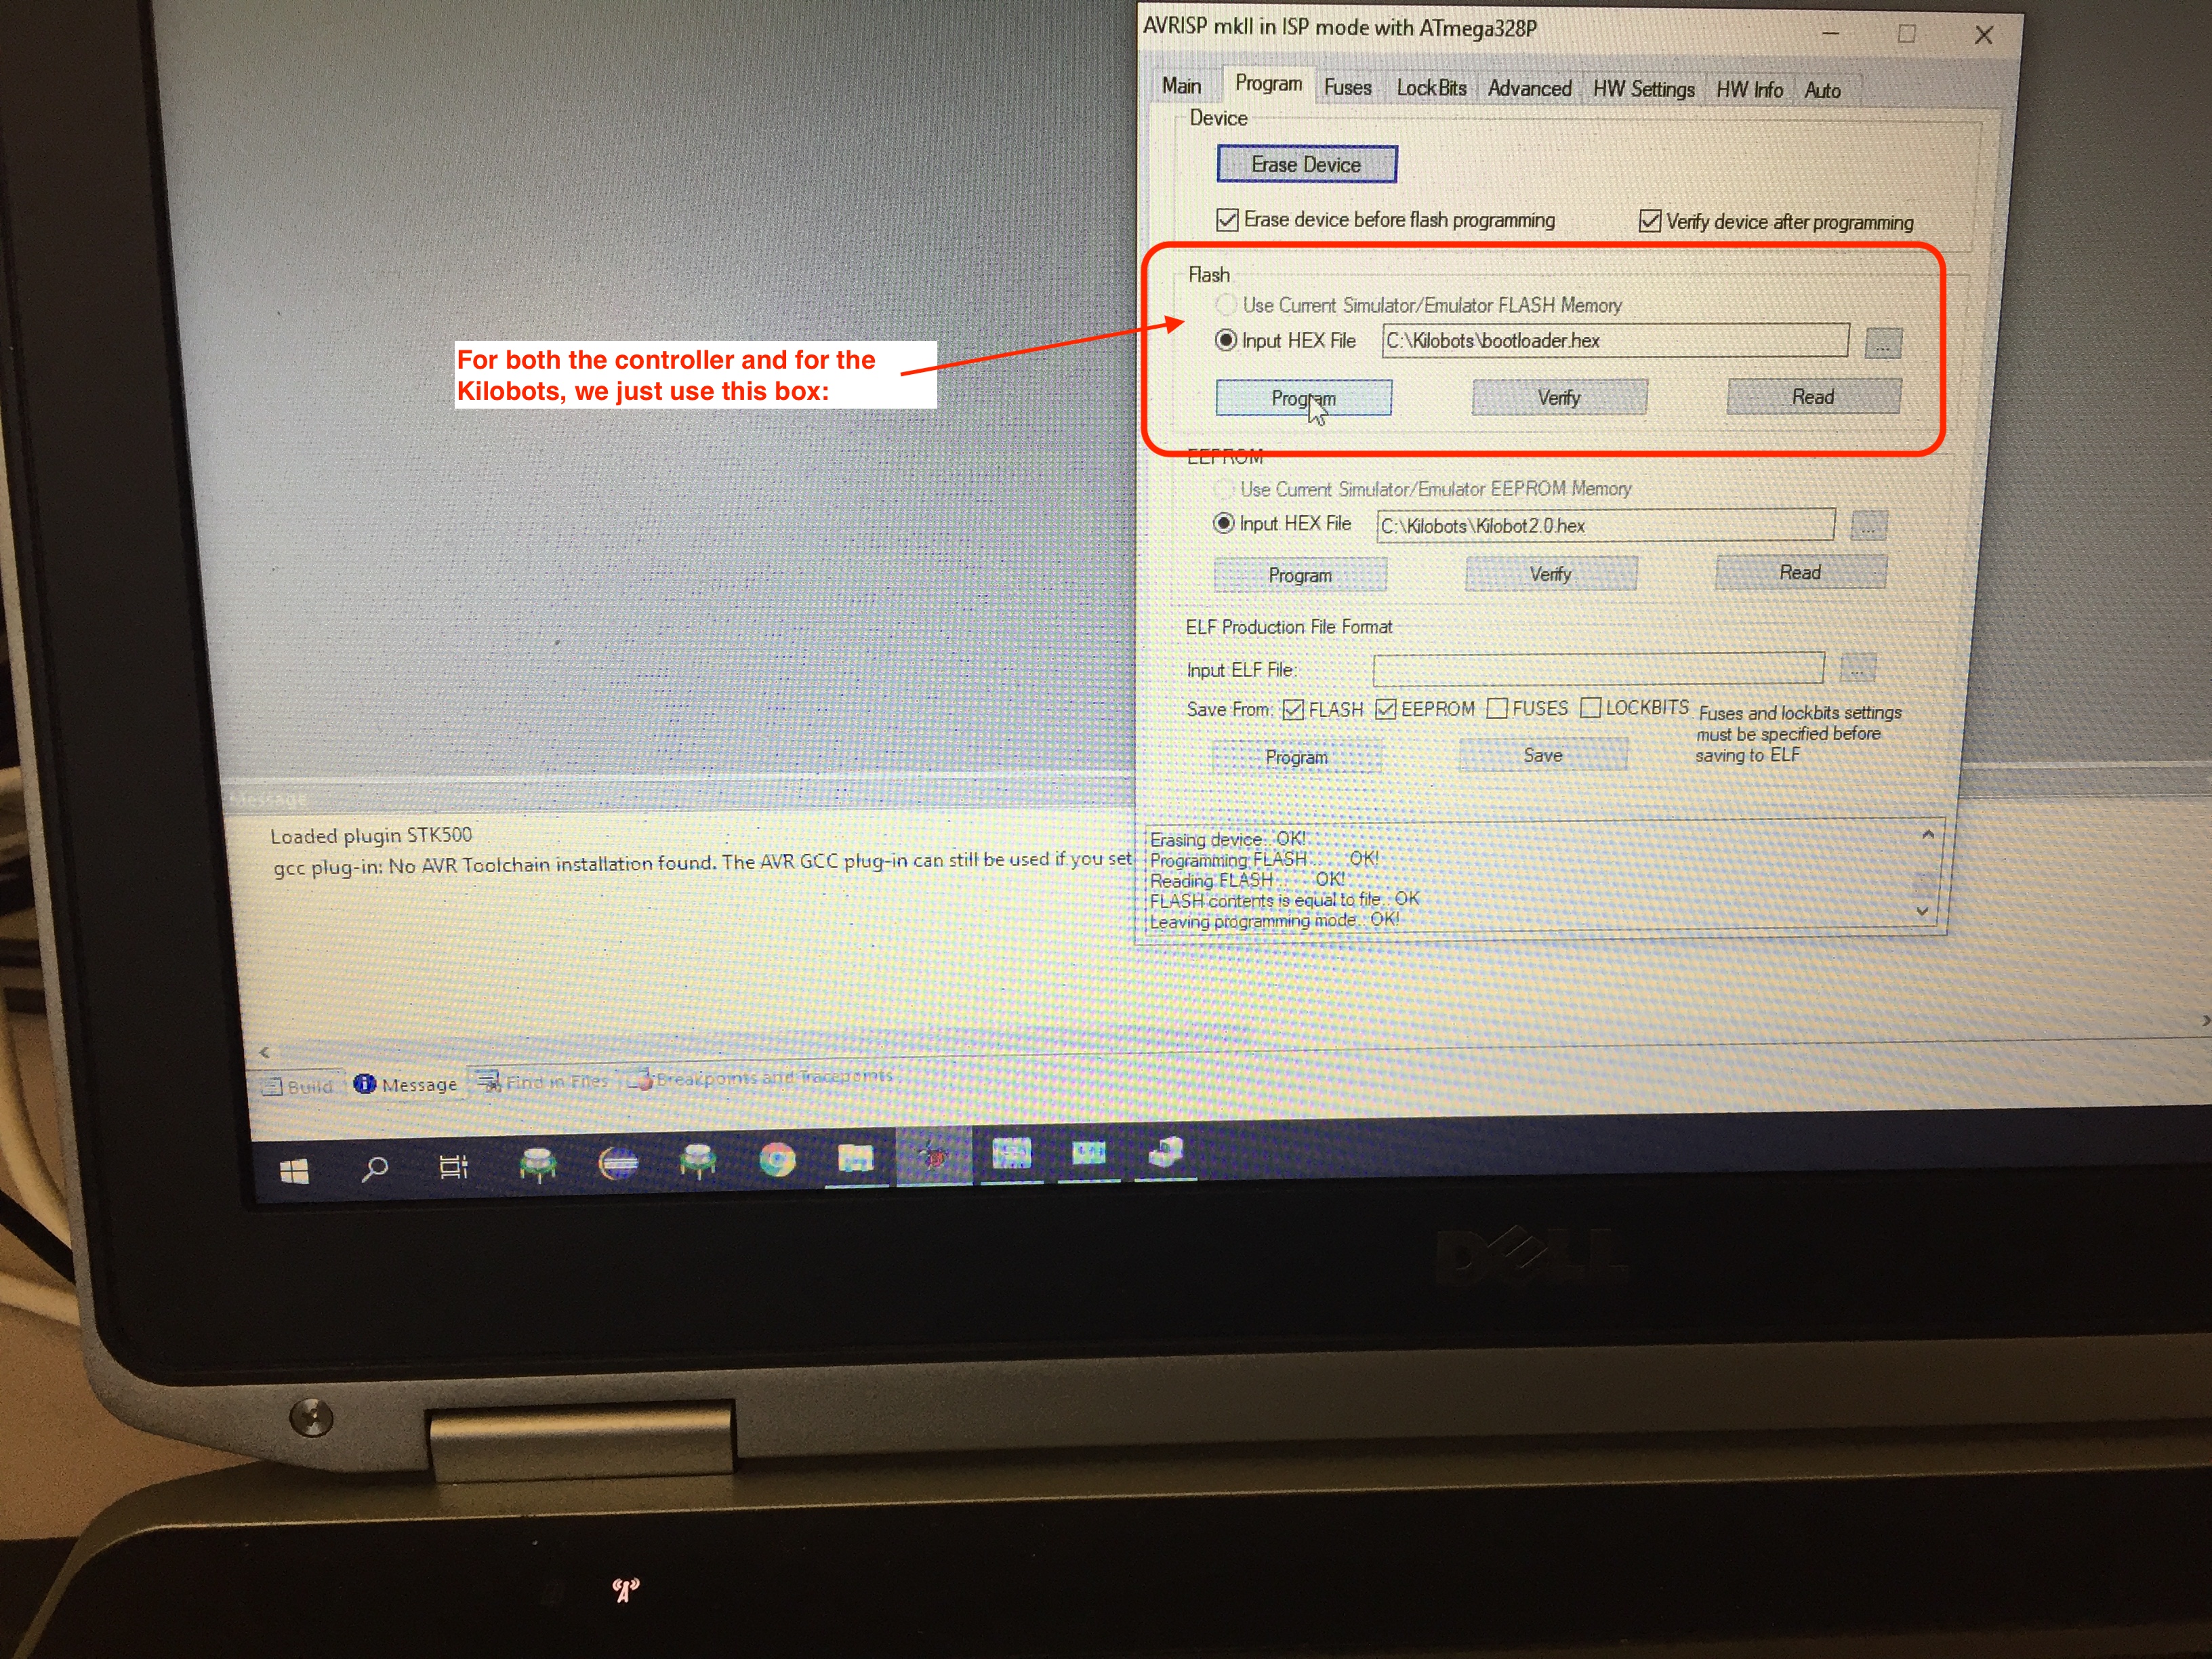 AVRISP mkII in ISP mode with ATmega328P
Main Program Fuses LockBits Advanced HW Settings HW Info Auto
Device
Erase Device
Erase device before flash programming Verify device after programming
Flash
Use Current Simulator/Emulator FLASH Memory
Input HEX File C:\Kilobots\bootloader.hex ...
Program Verify Read
For both the controller and for the
Kilobots, we just use this box:
EEPROM
Use Current Simulator/Emulator EEPROM Memory
Input HEX File C:\Kilobots\Kilobot2.0.hex ...
Program Verify Read
ELF Production File Format
Input ELF File: ...
Save From: FLASH EEPROM FUSES LOCKBITS Fuses and lockbits settings
must be specified before
saving to ELF
Program Save
Erasing device.. OK!
Programming FLASH .. OK!
Reading FLASH .. OK!
FLASH contents is equal to file.. OK
Leaving programming mode.. OK!
Message
Loaded plugin STK500
gcc plug-in: No AVR Toolchain installation found. The AVR GCC plug-in can still be used if you set
Build Message Find in Files Breakpoints and Tracepoints
DELL